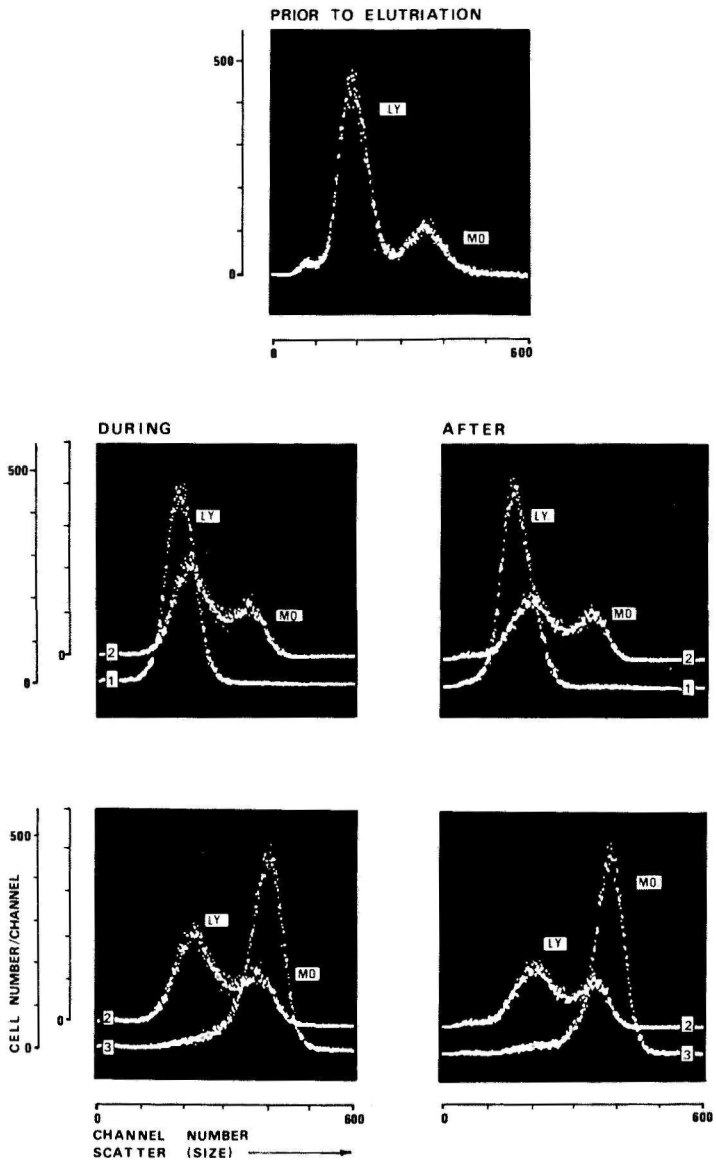 PRIOR TO ELUTRIATION
500
LY
MO
0
0 600
DURING
AFTER
500
LY
MO
0
2
1
0
LY
MO
2
1
500
LY
MO
0
2
3
0
MO
LY
2
3
CELL NUMBER/CHANNEL
0 600
0 600
CHANNEL NUMBER
SCATTER (SIZE)